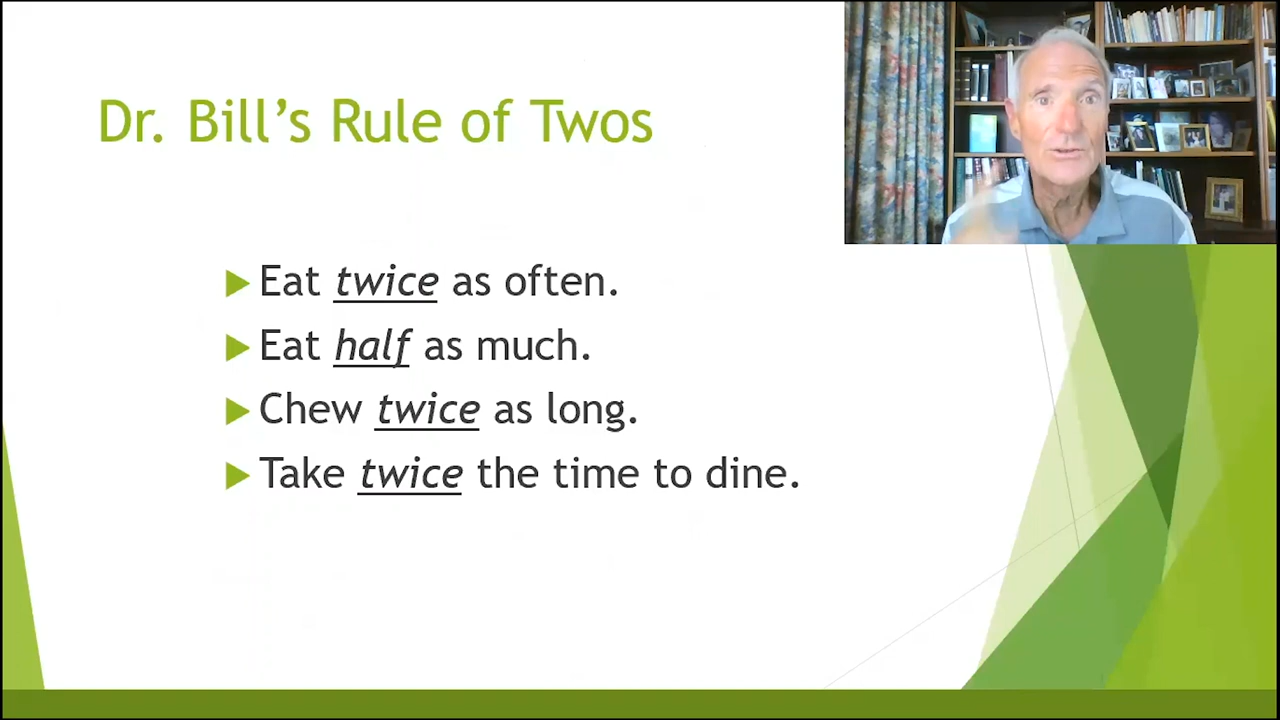 Dr. Bill's Rule of Twos
Eat twice as often.
Eat half as much.
Chew twice as long.
Take twice the time to dine.